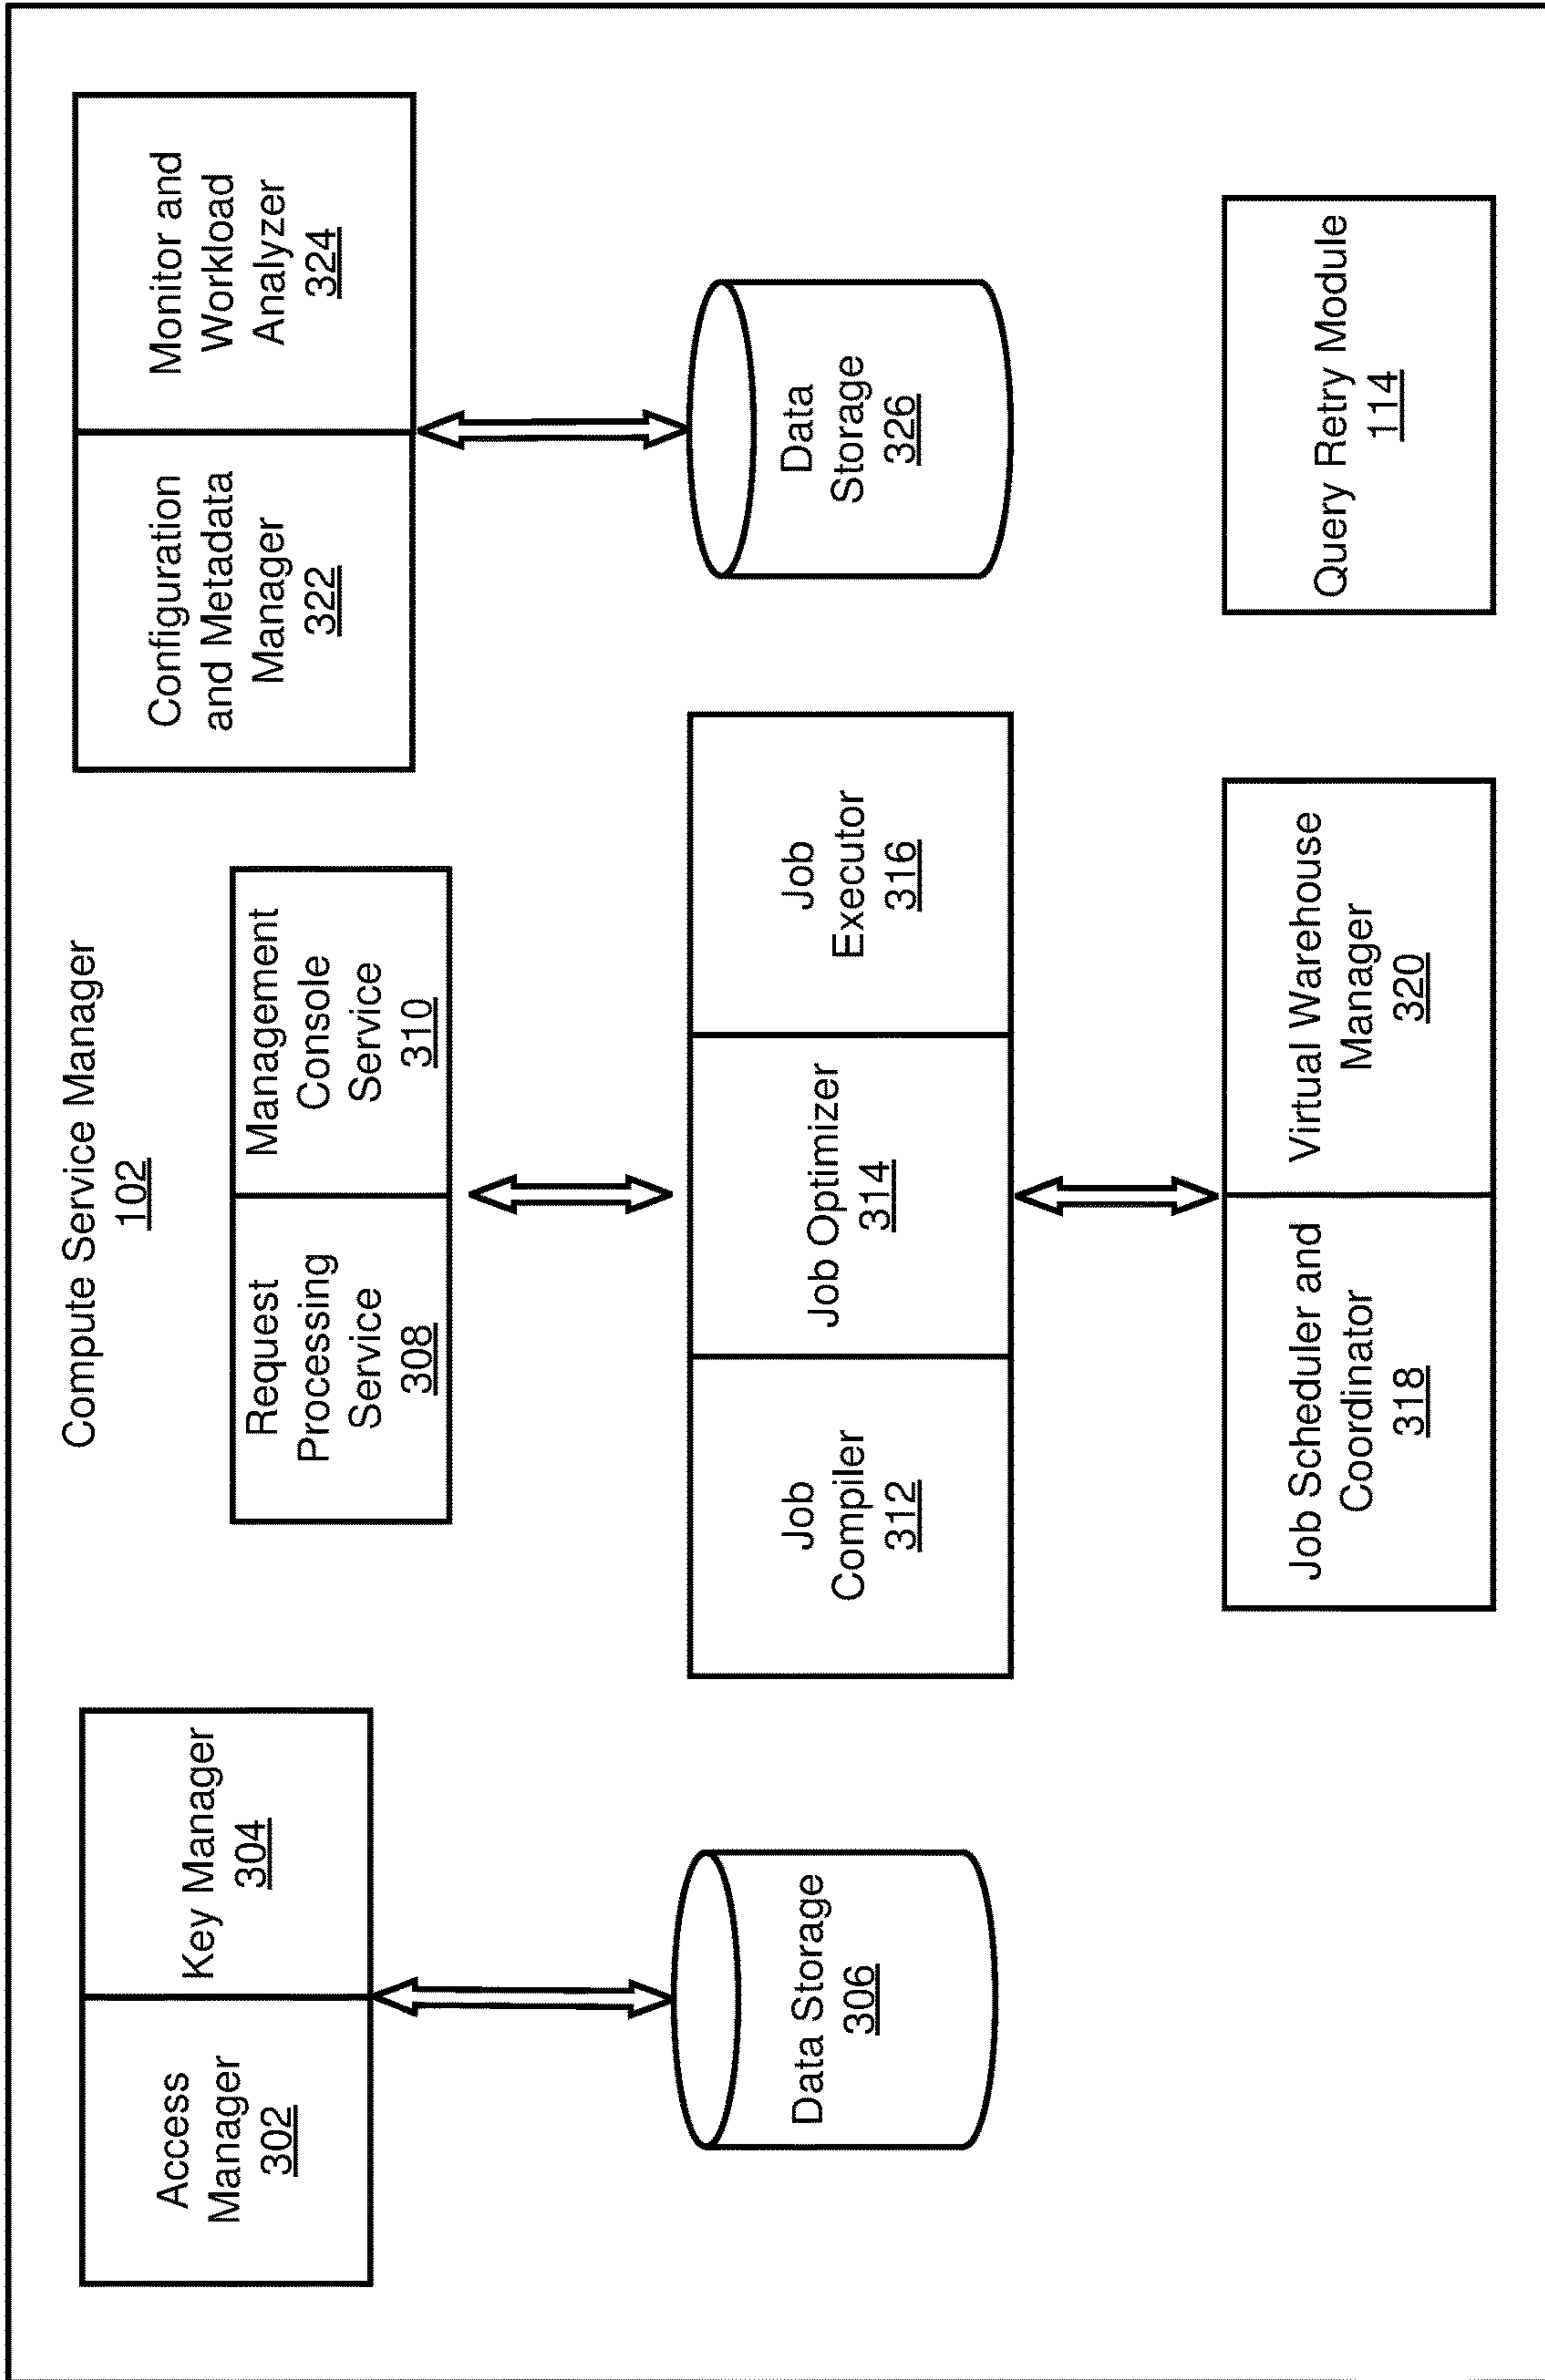 Compute Service Manager
102
Access
Manager
302
Key Manager
304
Request
Processing
Service
308
Management
Console
Service
310
Configuration
and Metadata
Manager
322
Monitor and
Workload
Analyzer
324
Data Storage
306
Job
Compiler
312
Job Optimizer
314
Job
Executor
316
Data
Storage
326
Job Scheduler and
Coordinator
318
Virtual Warehouse
Manager
320
Query Retry Module
114